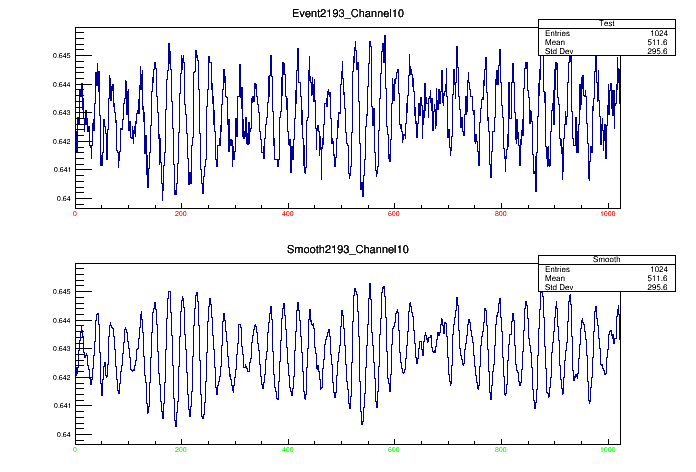 Event2193_Channel10
Test
Entries 1024
Mean 511.6
Std Dev 295.6
0.645
0.644
0.643
0.642
0.641
0.64
0 200 400 600 800 1000
Smooth2193_Channel10
Smooth
Entries 1024
Mean 511.6
Std Dev 295.6
0.645
0.644
0.643
0.642
0.641
0.64
0 200 400 600 800 1000